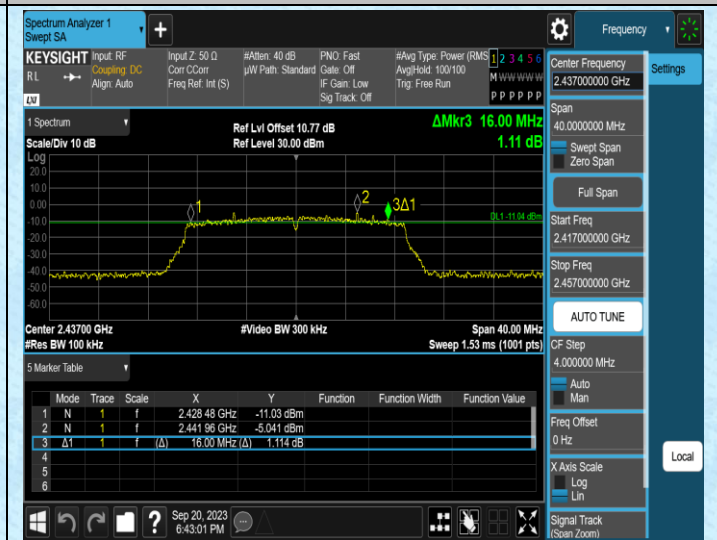 Spectrum Analyzer 1
Swept SA
Frequency
KEYSIGHT
RL
LXI
Input: RF
Coupling: DC
Align: Auto
Input Z: 50 Ω
Corr CCorr
Freq Ref: Int (S)
#Atten: 40 dB
µW Path: Standard
PNO: Fast
Gate: Off
IF Gain: Low
Sig Track: Off
#Avg Type: Power (RMS
Avg|Hold: 100/100
Trig: Free Run
1 2 3 4 5 6
M W W W W W
P P P P P P
1 Spectrum
Scale/Div 10 dB
Ref Lvl Offset 10.77 dB
Ref Level 30.00 dBm
ΔMkr3 16.00 MHz
1.11 dB
Log
20.0
10.0
0.00
-10.0
-20.0
-30.0
-40.0
-50.0
-60.0
1
2
3Δ1
DL1 -11.04 dBm
Center 2.43700 GHz
#Video BW 300 kHz
Span 40.00 MHz
#Res BW 100 kHz
Sweep 1.53 ms (1001 pts)
5 Marker Table
Mode Trace Scale X Y Function Function Width Function Value
1 N 1 f 2.428 48 GHz -11.03 dBm
2 N 1 f 2.441 96 GHz -5.041 dBm
3 Δ1 1 f (Δ) 16.00 MHz (Δ) 1.114 dB
4
5
6
?
Sep 20, 2023
6:43:01 PM
Center Frequency
2.437000000 GHz
Span
40.0000000 MHz
Swept Span
Zero Span
Full Span
Start Freq
2.417000000 GHz
Stop Freq
2.457000000 GHz
AUTO TUNE
CF Step
4.000000 MHz
Auto
Man
Freq Offset
0 Hz
X Axis Scale
Log
Lin
Signal Track
(Span Zoom)
Settings
Local